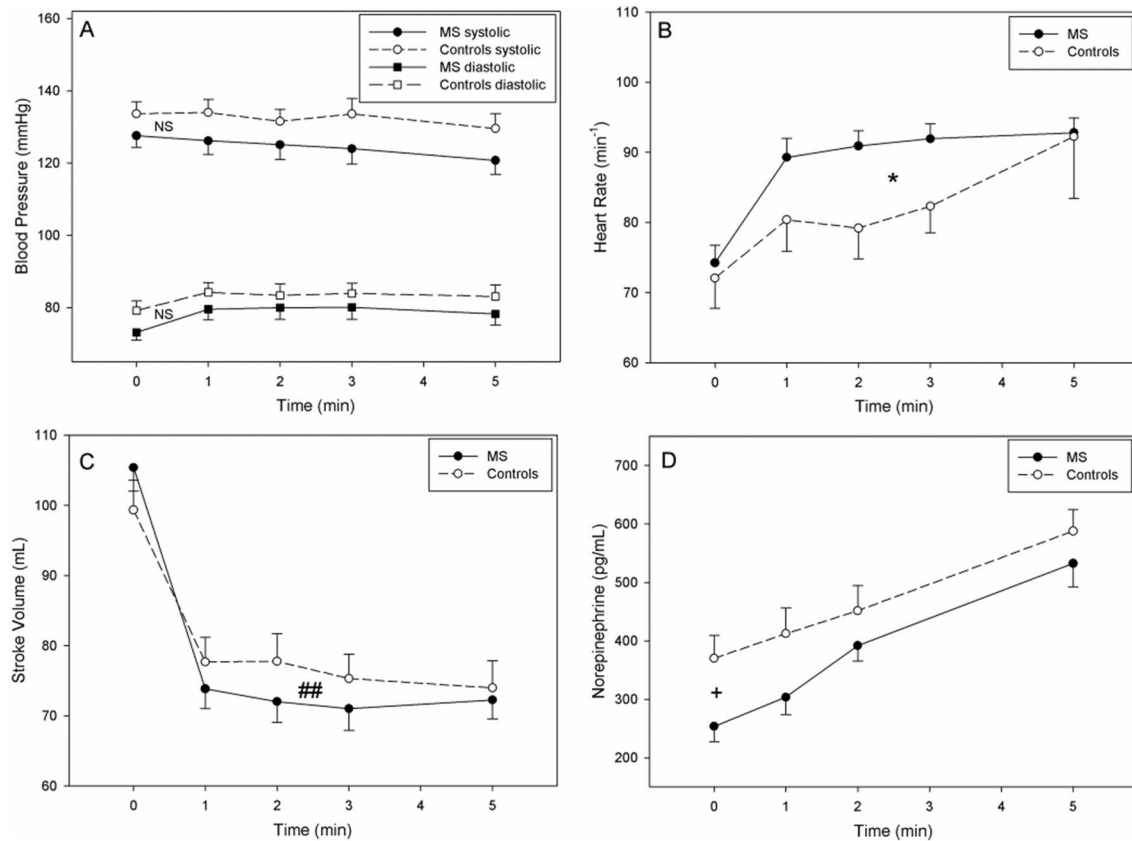 A
MS systolic
Controls systolic
MS diastolic
Controls diastolic
Blood Pressure (mmHg)
160
140
120
100
80
NS
NS
0 1 2 3 4 5
Time (min)
B
MS
Controls
Heart Rate (min⁻¹)
110
100
90
80
70
60
*
0 1 2 3 4 5
Time (min)
C
MS
Controls
Stroke Volume (mL)
110
100
90
80
70
60
##
0 1 2 3 4 5
Time (min)
D
MS
Controls
Norepinephrine (pg/mL)
700
600
500
400
300
200
+
0 1 2 3 4 5
Time (min)